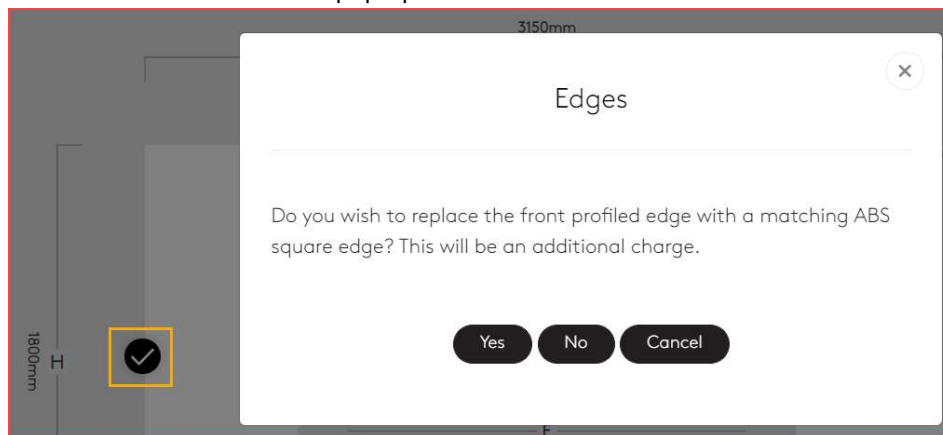 3150mm
Edges
Do you wish to replace the front profiled edge with a matching ABS
square edge? This will be an additional charge.
Yes No Cancel
1800mm
H